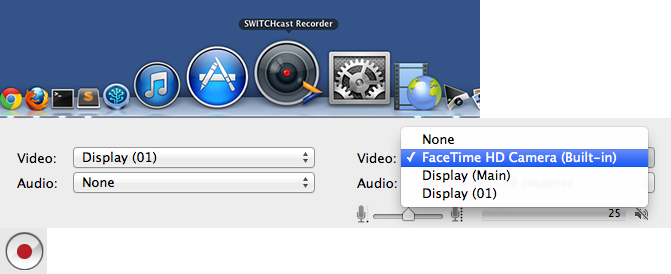 SWITCHcast Recorder
Video: Display (01)
Audio: None
Video:
Audio:
None
✓ FaceTime HD Camera (Built-in)
Display (Main)
Display (01)
25